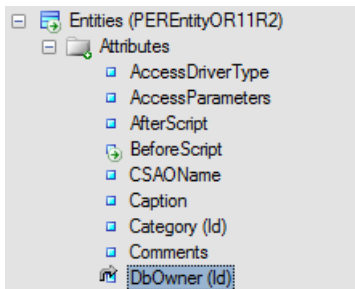 Entities (PEREntityOR11R2)
Attributes
AccessDriverType
AccessParameters
AfterScript
BeforeScript
CSAOName
Caption
Category (Id)
Comments
DbOwner (Id)